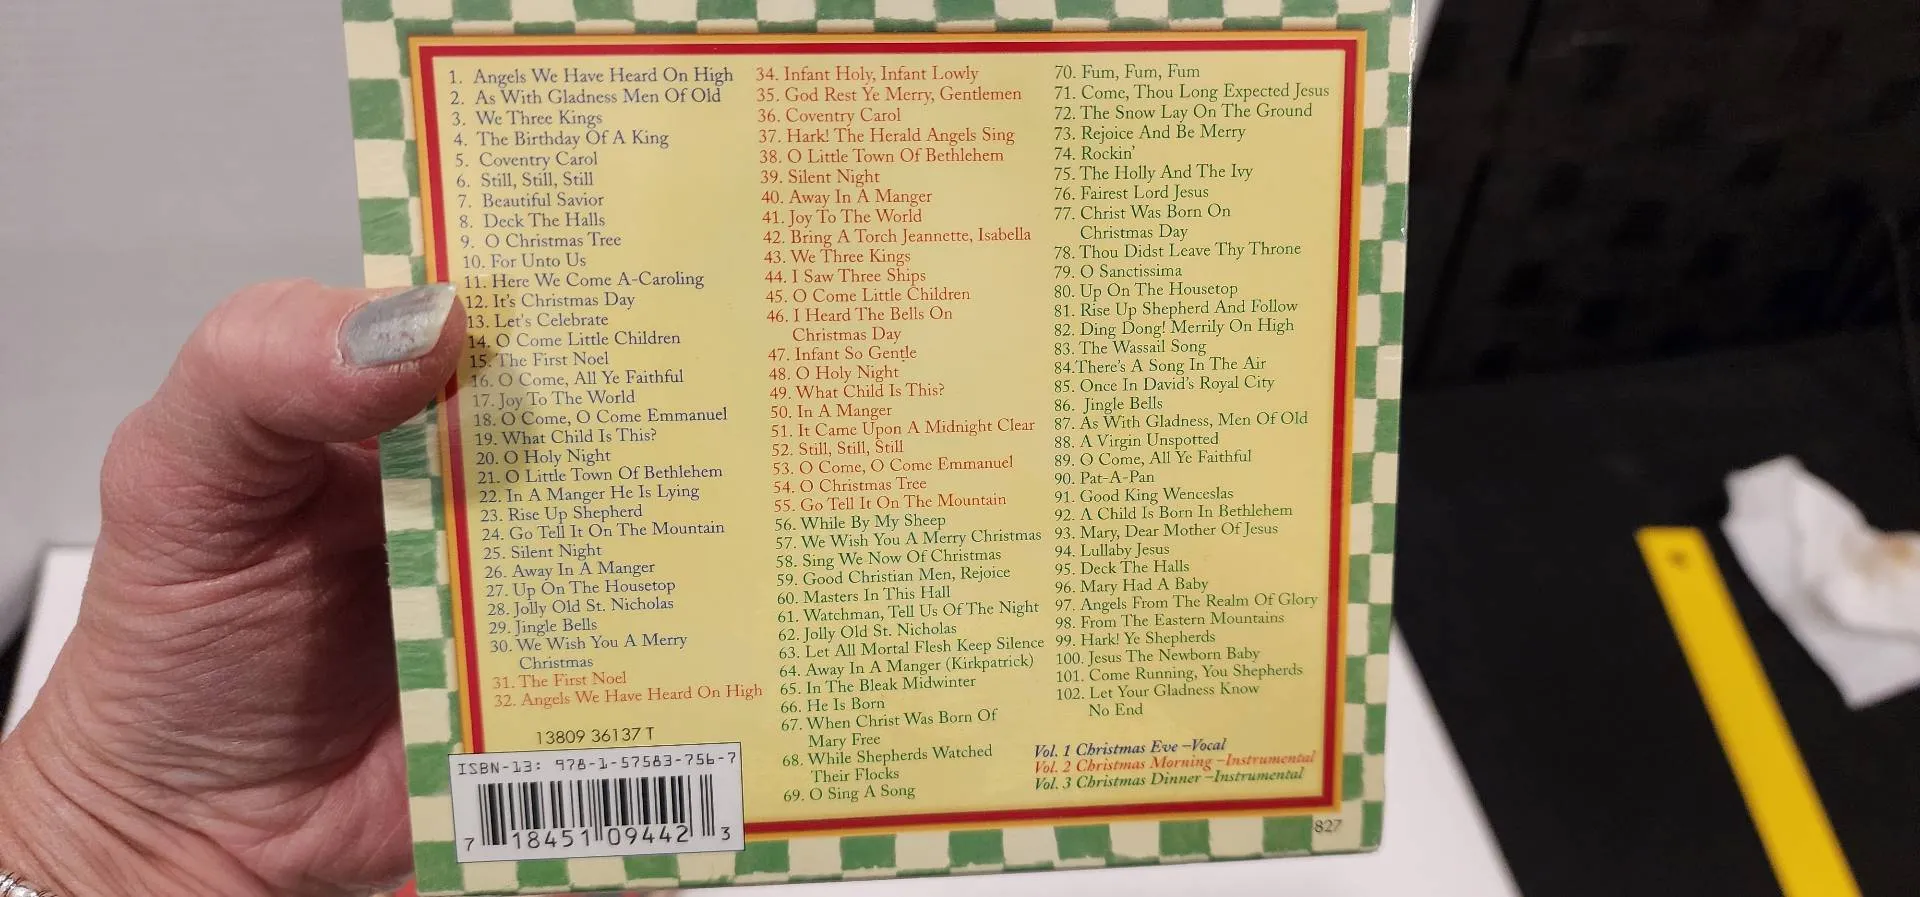 1. Angels We Have Heard On High
2. As With Gladness Men Of Old
3. We Three Kings
4. The Birthday Of A King
5. Coventry Carol
6. Still, Still, Still
7. Beautiful Savior
8. Deck The Halls
9. O Christmas Tree
10. For Unto Us
11. Here We Come A-Caroling
12. It's Christmas Day
13. Let's Celebrate
14. O Come Little Children
15. The First Noel
16. O Come, All Ye Faithful
17. Joy To The World
18. O Come, O Come Emmanuel
19. What Child Is This?
20. O Holy Night
21. O Little Town Of Bethlehem
22. In A Manger He Is Lying
23. Rise Up Shepherd
24. Go Tell It On The Mountain
25. Silent Night
26. Away In A Manger
27. Up On The Housetop
28. Jolly Old St. Nicholas
29. Jingle Bells
30. We Wish You A Merry
Christmas
31. The First Noel
32. Angels We Have Heard On High
13809 36137 T
ISBN-13: 978-1-57583-756-7
7 18451 09442 3
34. Infant Holy, Infant Lowly
35. God Rest Ye Merry, Gentlemen
36. Coventry Carol
37. Hark! The Herald Angels Sing
38. O Little Town Of Bethlehem
39. Silent Night
40. Away In A Manger
41. Joy To The World
42. Bring A Torch Jeannette, Isabella
43. We Three Kings
44. I Saw Three Ships
45. O Come Little Children
46. I Heard The Bells On
Christmas Day
47. Infant So Gentle
48. O Holy Night
49. What Child Is This?
50. In A Manger
51. It Came Upon A Midnight Clear
52. Still, Still, Still
53. O Come, O Come Emmanuel
54. O Christmas Tree
55. Go Tell It On The Mountain
56. While By My Sheep
57. We Wish You A Merry Christmas
58. Sing We Now Of Christmas
59. Good Christian Men, Rejoice
60. Masters In This Hall
61. Watchman, Tell Us Of The Night
62. Jolly Old St. Nicholas
63. Let All Mortal Flesh Keep Silence
64. Away In A Manger (Kirkpatrick)
65. In The Bleak Midwinter
66. He Is Born
67. When Christ Was Born Of
Mary Free
68. While Shepherds Watched
Their Flocks
69. O Sing A Song
70. Fum, Fum, Fum
71. Come, Thou Long Expected Jesus
72. The Snow Lay On The Ground
73. Rejoice And Be Merry
74. Rockin'
75. The Holly And The Ivy
76. Fairest Lord Jesus
77. Christ Was Born On
Christmas Day
78. Thou Didst Leave Thy Throne
79. O Sanctissima
80. Up On The Housetop
81. Rise Up Shepherd And Follow
82. Ding Dong! Merrily On High
83. The Wassail Song
84.There's A Song In The Air
85. Once In David's Royal City
86. Jingle Bells
87. As With Gladness, Men Of Old
88. A Virgin Unspotted
89. O Come, All Ye Faithful
90. Pat-A-Pan
91. Good King Wenceslas
92. A Child Is Born In Bethlehem
93. Mary, Dear Mother Of Jesus
94. Lullaby Jesus
95. Deck The Halls
96. Mary Had A Baby
97. Angels From The Realm Of Glory
98. From The Eastern Mountains
99. Hark! Ye Shepherds
100. Jesus The Newborn Baby
101. Come Running, You Shepherds
102. Let Your Gladness Know
No End
Vol. 1 Christmas Eve –Vocal
Vol. 2 Christmas Morning –Instrumental
Vol. 3 Christmas Dinner –Instrumental
827